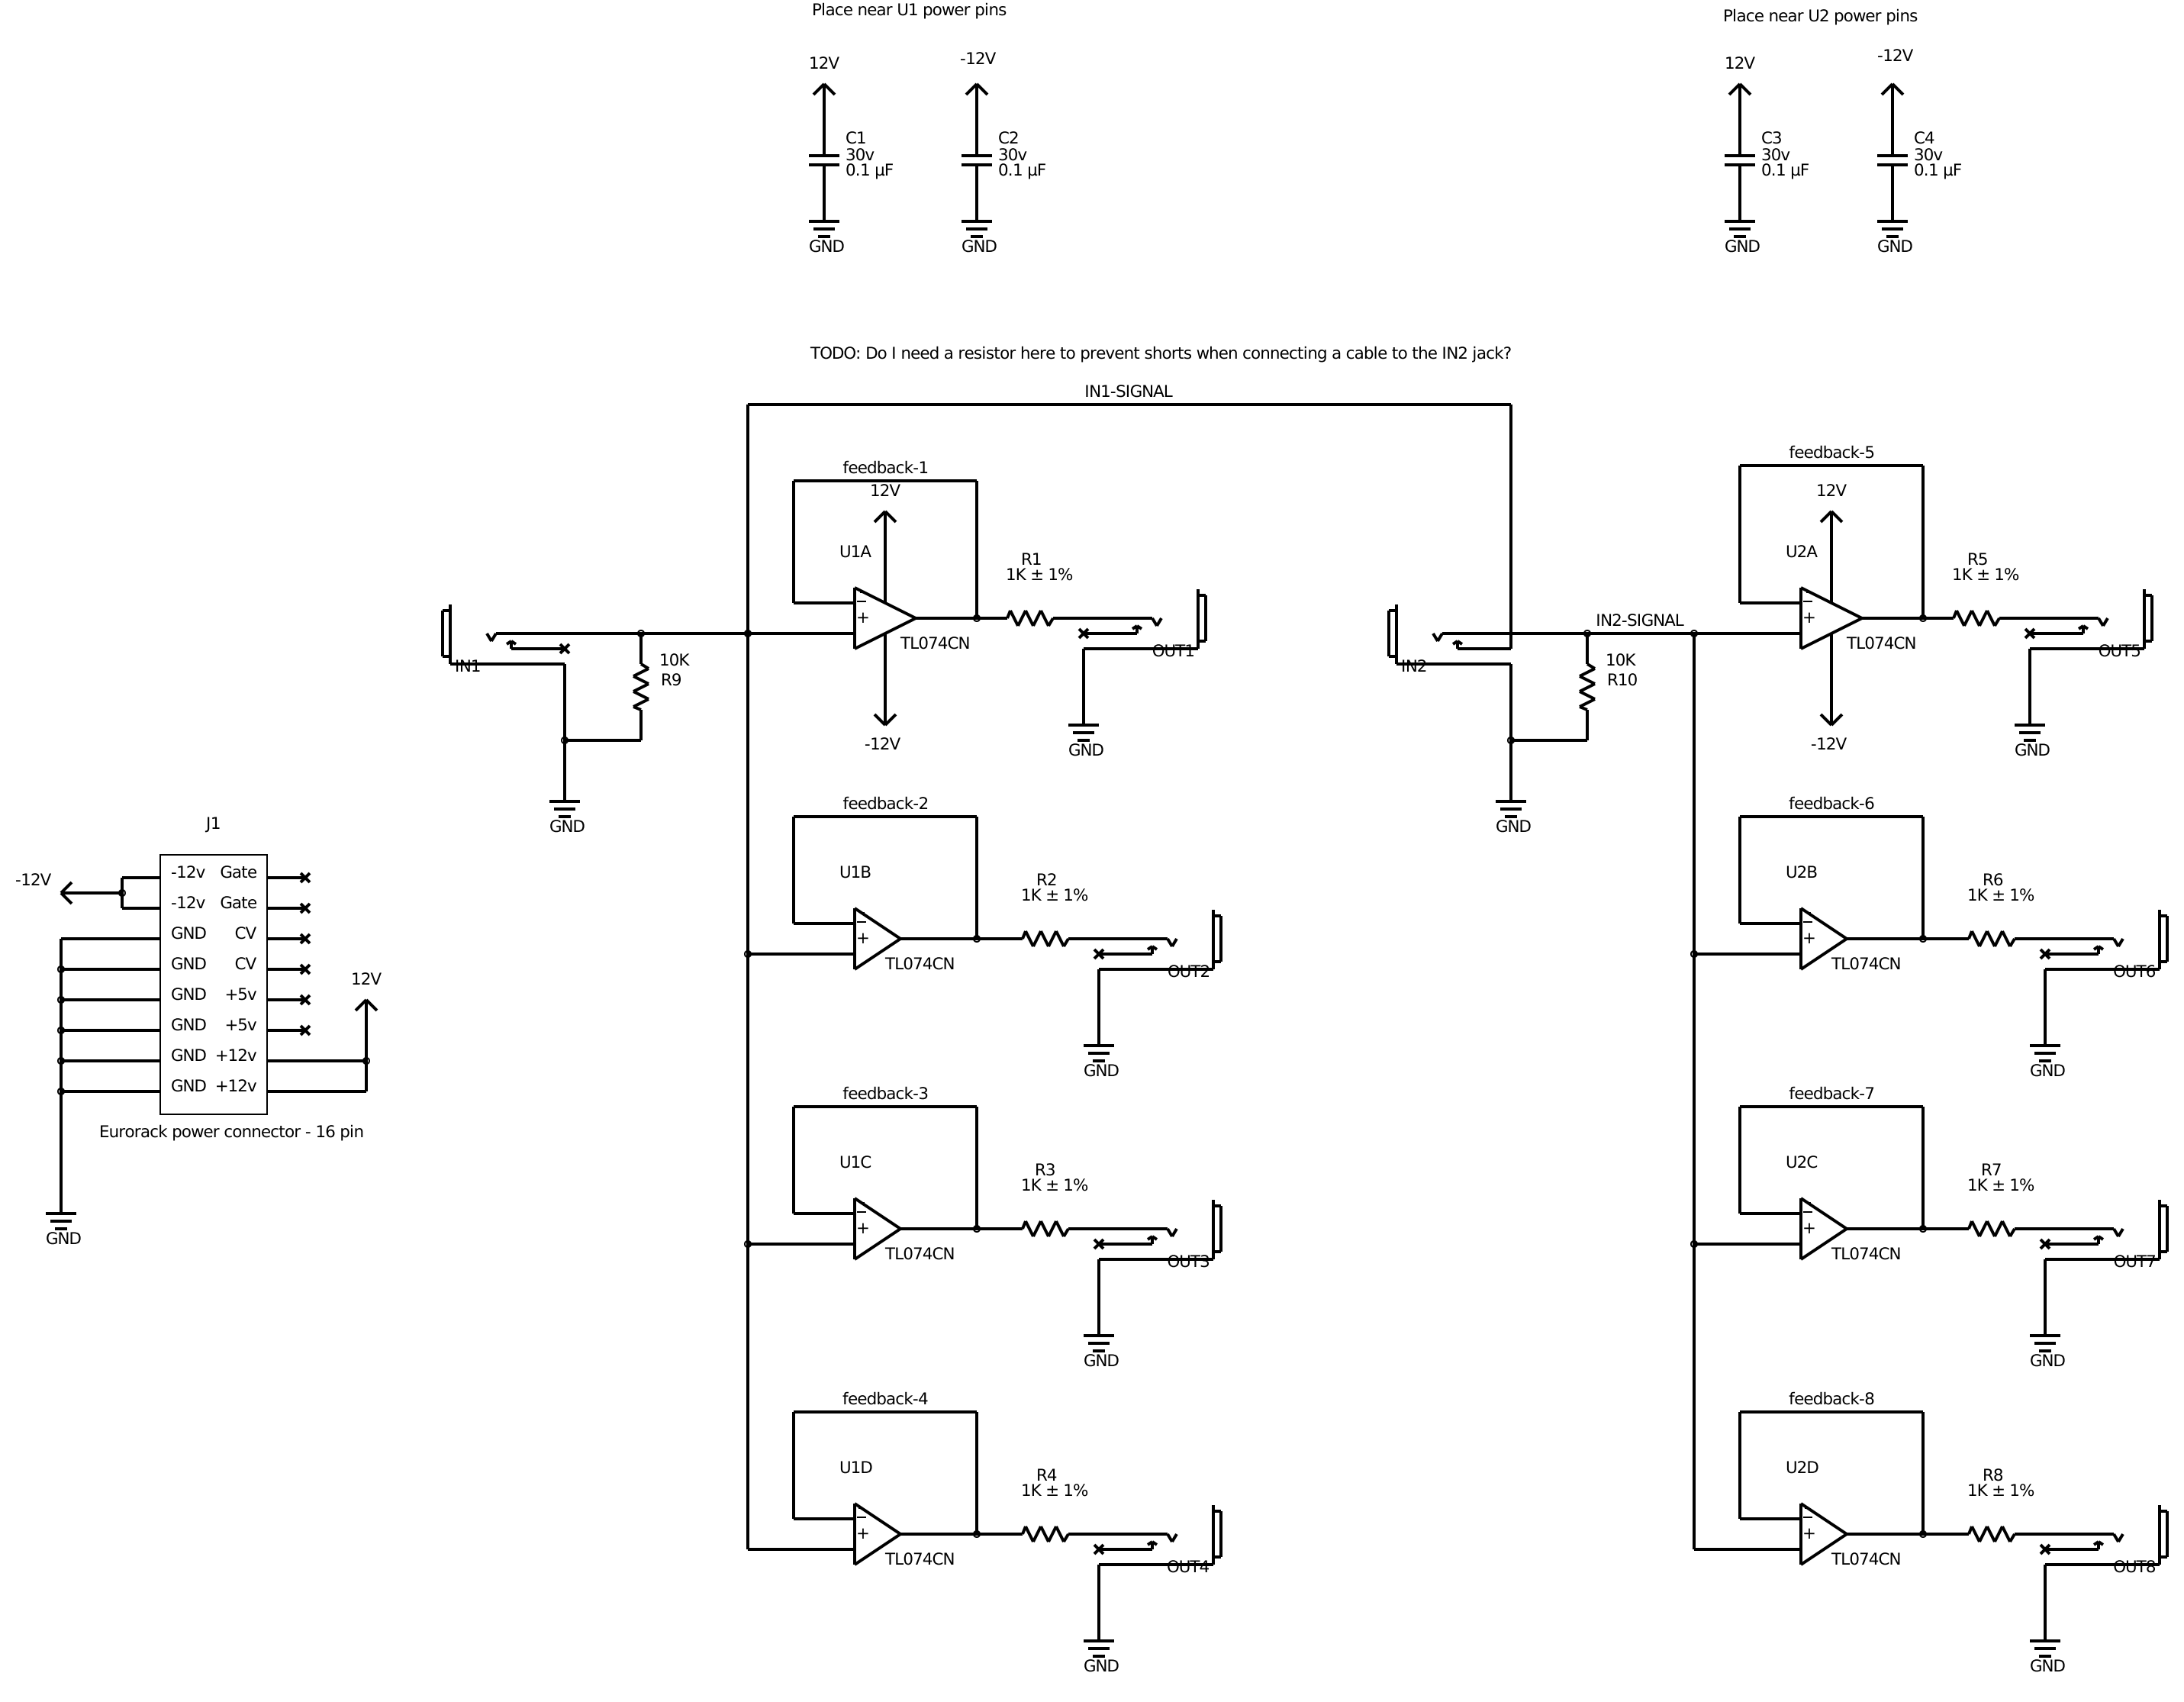 Place near U1 power pins
Place near U2 power pins
12V
-12V
12V
-12V
C1
30v
0.1 µF
C2
30v
0.1 µF
C3
30v
0.1 µF
C4
30v
0.1 µF
GND
GND
GND
GND
TODO: Do I need a resistor here to prevent shorts when connecting a cable to the IN2 jack?
IN1-SIGNAL
feedback-1
12V
U1A
R1
1K ± 1%
−
+
TL074CN
OUT1
IN1
10K
R9
-12V
GND
GND
feedback-5
12V
U2A
R5
1K ± 1%
IN2-SIGNAL
−
+
TL074CN
OUT5
IN2
10K
R10
-12V
GND
GND
feedback-2
U1B
R2
1K ± 1%
−
+
TL074CN
OUT2
GND
feedback-6
U2B
R6
1K ± 1%
−
+
TL074CN
OUT6
GND
J1
-12V
-12v Gate
-12v Gate
GND CV
GND CV
GND +5v
GND +5v
GND +12v
GND +12v
12V
Eurorack power connector - 16 pin
GND
feedback-3
U1C
R3
1K ± 1%
−
+
TL074CN
OUT3
GND
feedback-7
U2C
R7
1K ± 1%
−
+
TL074CN
OUT7
GND
feedback-4
U1D
R4
1K ± 1%
−
+
TL074CN
OUT4
GND
feedback-8
U2D
R8
1K ± 1%
−
+
TL074CN
OUT8
GND